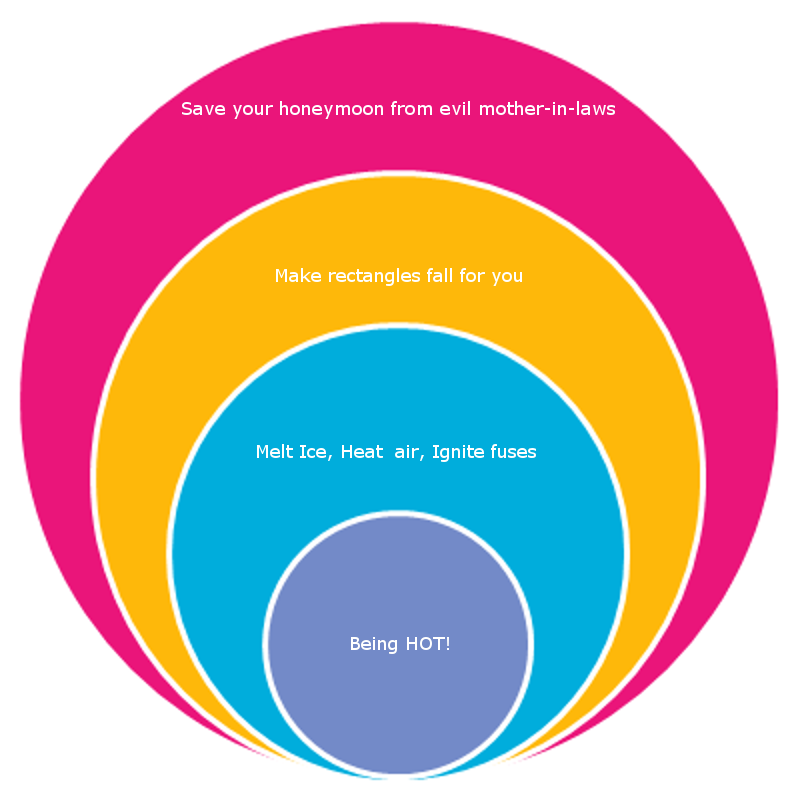 Save your honeymoon from evil mother-in-laws
Make rectangles fall for you
Melt Ice, Heat  air, Ignite fuses
Being HOT!